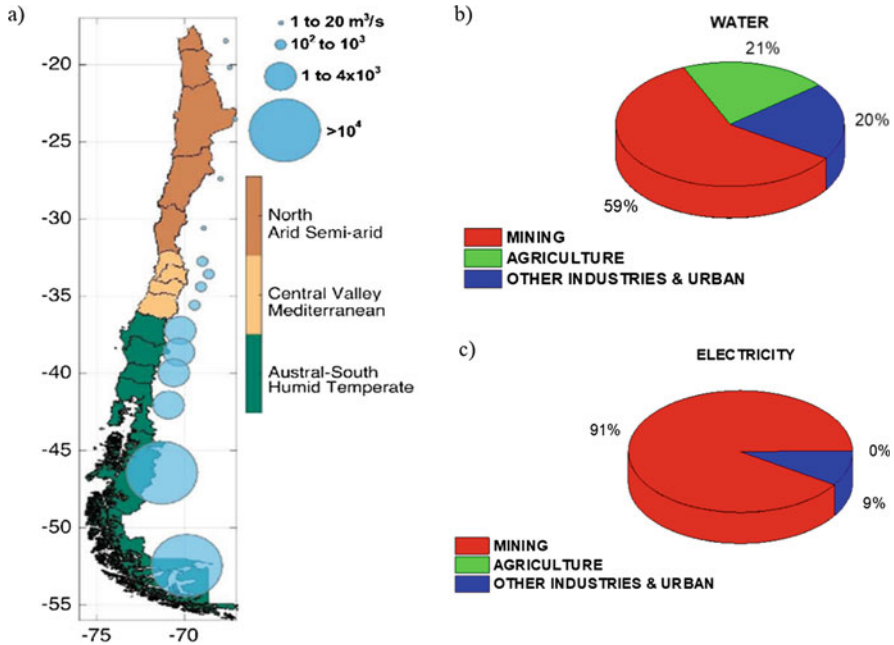 a)
1 to 20 m³/s
10² to 10³
1 to 4x10³
>10⁴
-20
-25
-30
-35
-40
-45
-50
-55
-75
-70
North
Arid Semi-arid
Central Valley
Mediterranean
Austral-South
Humid Temperate
b)
WATER
21%
20%
59%
MINING
AGRICULTURE
OTHER INDUSTRIES & URBAN
c)
ELECTRICITY
91%
0%
9%
MINING
AGRICULTURE
OTHER INDUSTRIES & URBAN